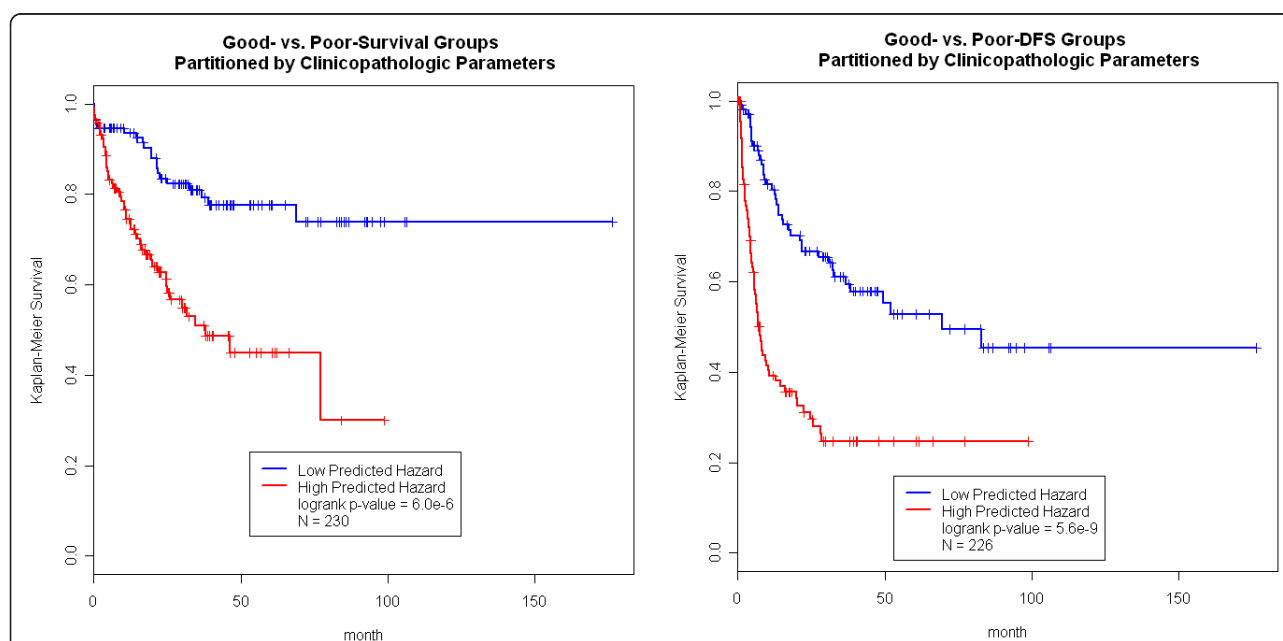 Good- vs. Poor-Survival Groups
Partitioned by Clinicopathologic Parameters
Kaplan-Meier Survival
1.0
0.8
0.6
0.4
0.2
0.0
Low Predicted Hazard
High Predicted Hazard
logrank p-value = 6.0e-6
N = 230
0 50 100 150
month
Good- vs. Poor-DFS Groups
Partitioned by Clinicopathologic Parameters
Kaplan-Meier Survival
1.0
0.8
0.6
0.4
0.2
0.0
Low Predicted Hazard
High Predicted Hazard
logrank p-value = 5.6e-9
N = 226
0 50 100 150
month